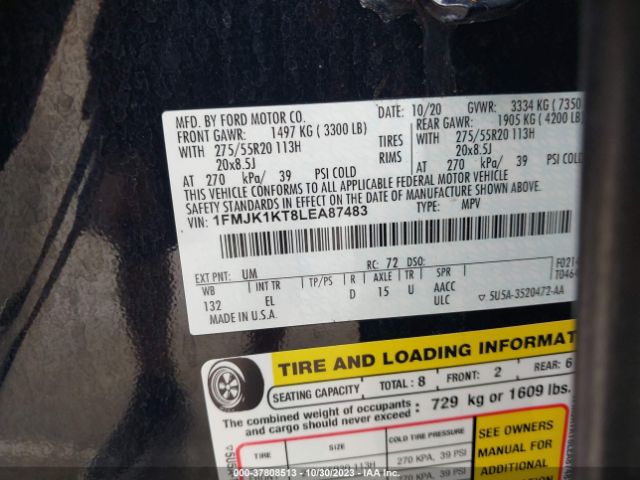 MFD. BY FORD MOTOR CO.
DATE: 10/20 GVWR: 3334 KG (7350
FRONT GAWR: 1497 KG (3300 LB)
REAR GAWR: 1905 KG (4200 LB)
WITH 275/55R20 113H TIRES WITH 275/55R20 113H
20x8.5J RIMS 20x8.5J
AT 270 kPa/ 39 PSI COLD AT 270 kPa/ 39 PSI COLD
THIS VEHICLE CONFORMS TO ALL APPLICABLE FEDERAL MOTOR VEHICLE
SAFETY STANDARDS IN EFFECT ON THE DATE OF MANUFACTURE SHOWN ABOVE.
VIN: 1FMJK1KT8LEA87483 TYPE: MPV
EXT PNT: UM RC: 72 DSO:
WB INT TR TP/PS R AXLE TR SPR
132 EL D 15 U AACC
ULC
MADE IN U.S.A.
5U5A-3520472-AA
TIRE AND LOADING INFORMAT
SEATING CAPACITY TOTAL: 8 FRONT: 2 REAR: 6
The combined weight of occupants
and cargo should never exceed : 729 kg or 1609 lbs.
TIRE SIZE COLD TIRE PRESSURE
113H 270 KPA, 39 PSI
270 KPA, 39 PSI
SEE OWNERS
MANUAL FOR
ADDITIONAL
000-37808513 - 10/30/2023 - IAA Inc.